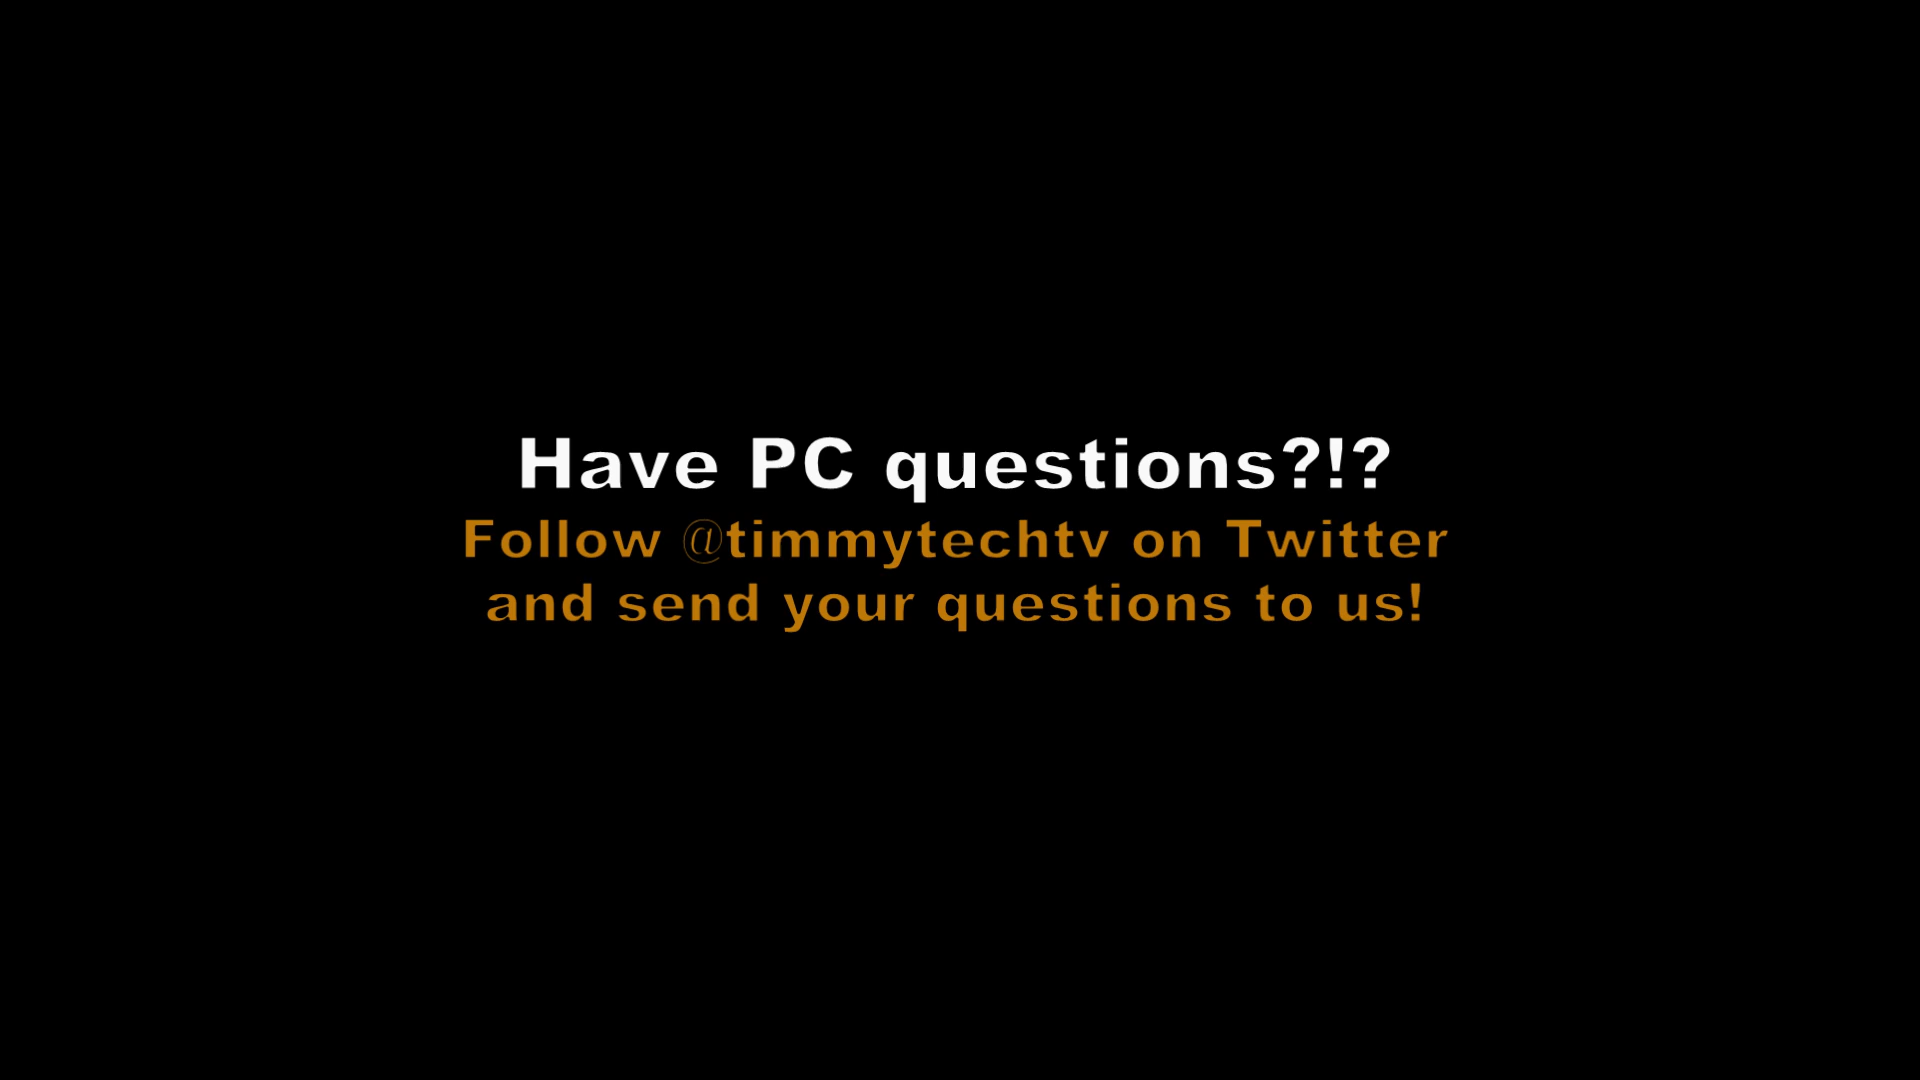 Have PC questions?!?
Follow @timmytechtv on Twitter
and send your questions to us!